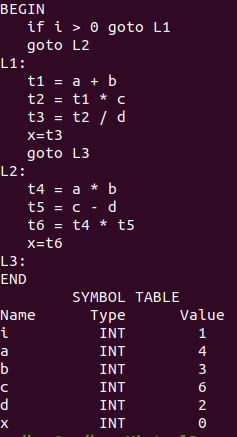 BEGIN
if i > 0 goto L1
goto L2
L1:
t1 = a + b
t2 = t1 * c
t3 = t2 / d
x=t3
goto L3
L2:
t4 = a * b
t5 = c - d
t6 = t4 * t5
x=t6
L3:
END
SYMBOL TABLE
Name Type Value
i INT 1
a INT 4
b INT 3
c INT 6
d INT 2
x INT 0